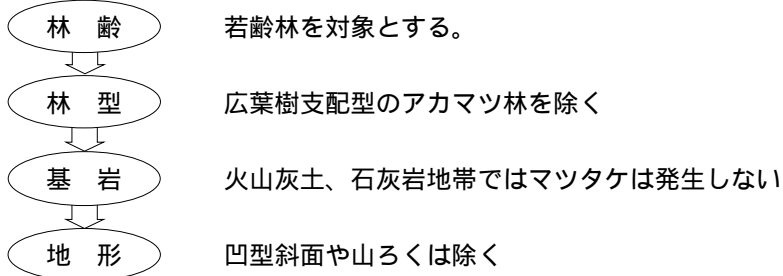 林 齢 若齢林を対象とする。
林 型 広葉樹支配型のアカマツ林を除く
基 岩 火山灰土、石灰岩地帯ではマツタケは発生しない
地 形 凹型斜面や山ろくは除く